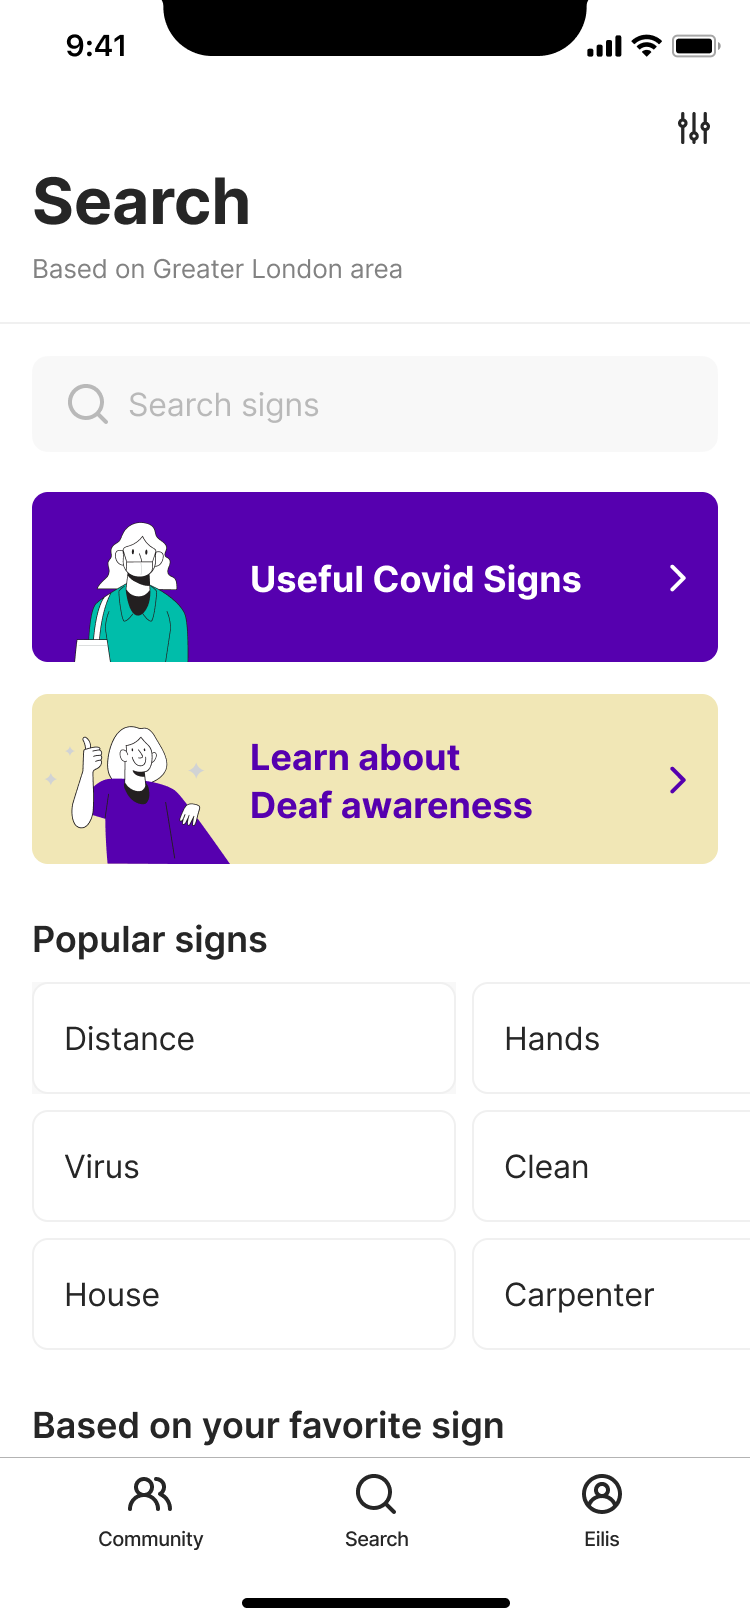 9:41
Search
Based on Greater London area
Search signs
Useful Covid Signs
Learn about
Deaf awareness
Popular signs
Distance
Hands
Virus
Clean
House
Carpenter
Based on your favorite sign
Community
Search
Eilis